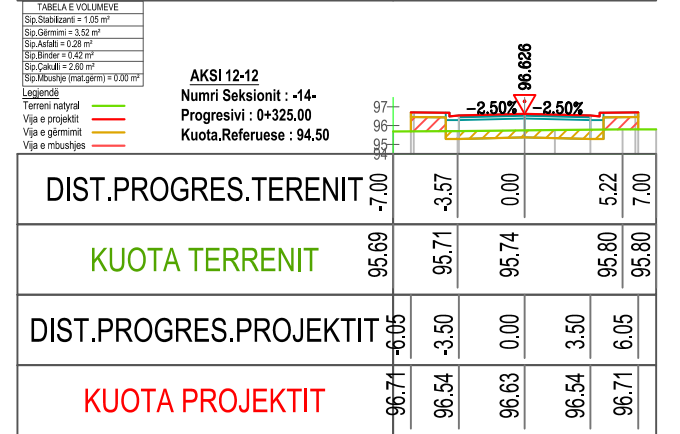 TABELA E VOLUMEVE
Sip.Stabilizanti = 1.05 m²
Sip.Gërmimi = 3.52 m²
Sip.Asfalti = 0.28 m²
Sip.Binder = 0.42 m²
Sip.Çakulli = 2.60 m²
Sip.Mbushje (mat.gërm) = 0.00 m²
Legjendë
Terreni natyral
Vija e projektit
Vija e gërmimit
Vija e mbushjes
AKSI 12-12
Numri Seksionit : -14-
Progresivi : 0+325.00
Kuota.Referuese : 94.50
96.626
-2.50% -2.50%
97
96
95
94
DIST.PROGRES.TERENIT -7.00 -3.57 0.00 5.22 7.00
KUOTA TERRENIT 95.69 95.71 95.74 95.80 95.80
DIST.PROGRES.PROJEKTIT -6.05 -3.50 0.00 3.50 6.05
KUOTA PROJEKTIT 96.71 96.54 96.63 96.54 96.71